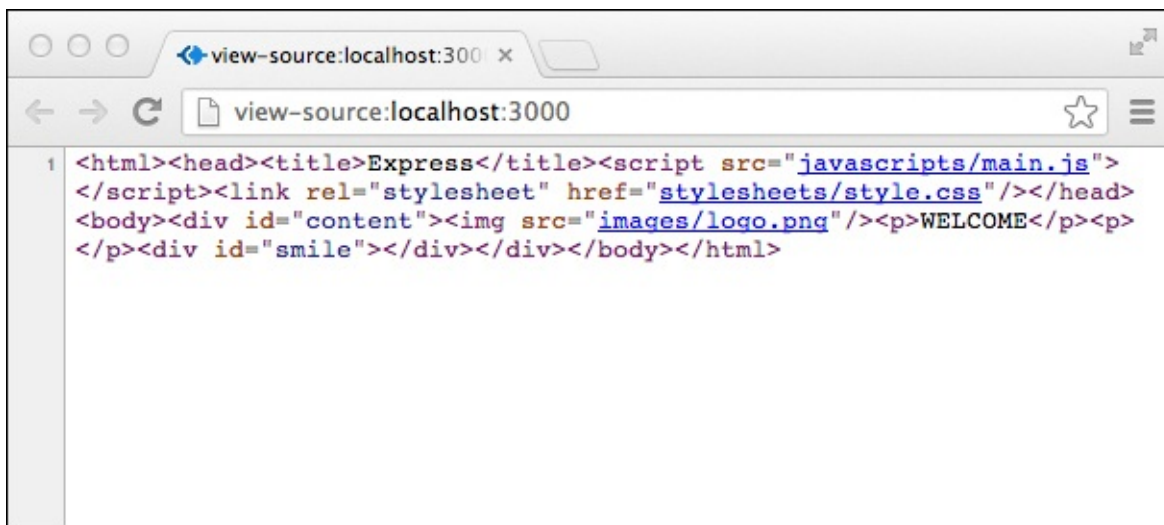 view-source:localhost:300
view-source:localhost:3000
1
<html><head><title>Express</title><script src="javascripts/main.js">
</script><link rel="stylesheet" href="stylesheets/style.css"/></head>
<body><div id="content"><img src="images/logo.png"/><p>WELCOME</p><p>
</p><div id="smile"></div></div></body></html>